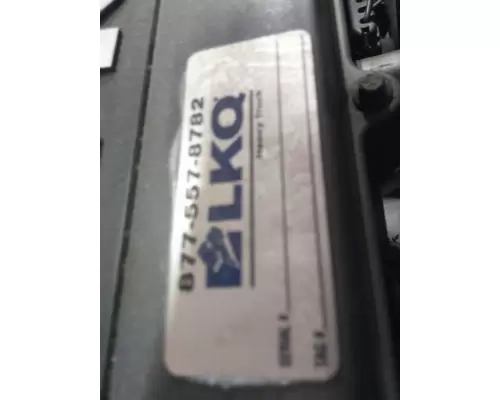 877-557-8782
LKQ
Heavy Truck
SERIAL #
TAG #